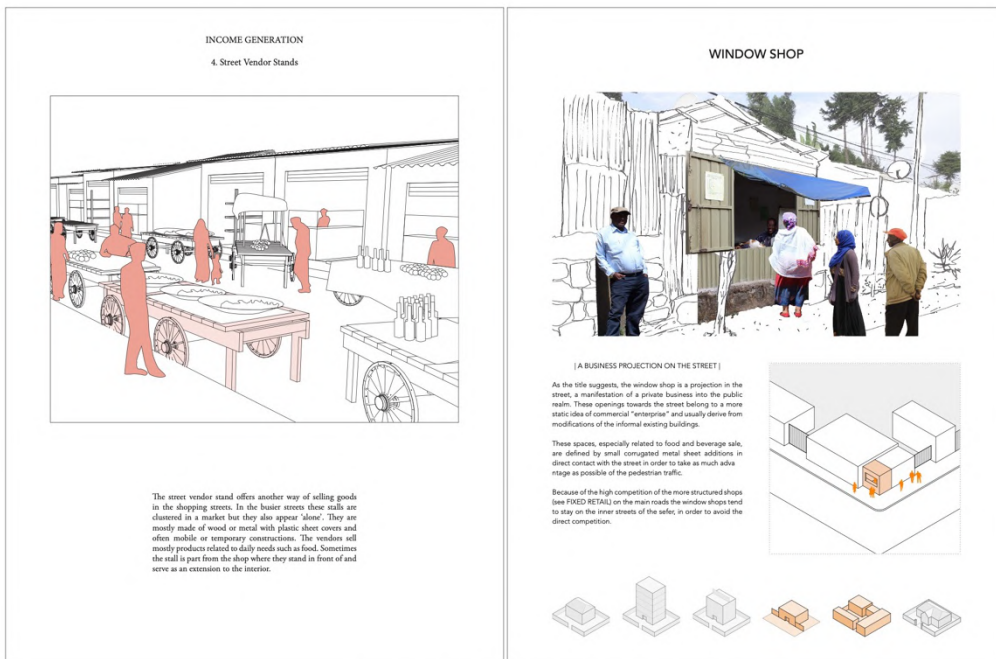 INCOME GENERATION
4. Street Vendor Stands
The street vendor stand offers another way of selling goods
in the shopping streets. In the busier streets these stalls are
clustered in a market but they also appear 'alone'. They are
mostly made of wood or metal with plastic sheet covers and
often mobile or temporary constructions. The vendors sell
mostly products related to daily needs such as food. Sometimes
the stall is part from the shop where they stand in front of and
serve as an extension to the interior.
WINDOW SHOP
| A BUSINESS PROJECTION ON THE STREET |
As the title suggests, the window shop is a projection in the
street, a manifestation of a private business into the public
realm. These openings towards the street belong to a more
static idea of commercial "enterprise" and usually derive from
modifications of the informal existing buildings.
These spaces, especially related to food and beverage sale,
are defined by small corrugated metal sheet additions in
direct contact with the street in order to take as much adva
ntage as possible of the pedestrian traffic.
Because of the high competition of the more structured shops
(see FIXED RETAIL) on the main roads the window shops tend
to stay on the inner streets of the sefer, in order to avoid the
direct competition.